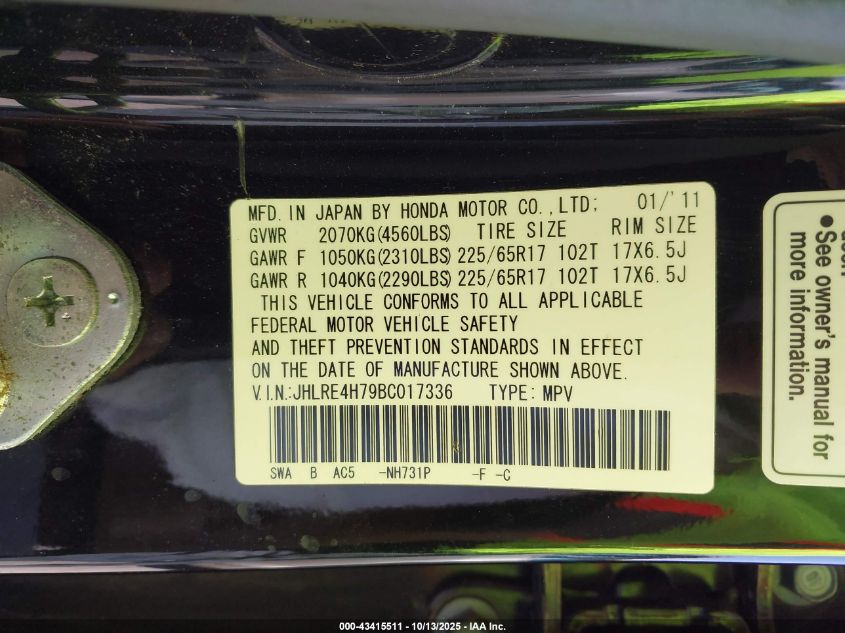 MFD. IN JAPAN BY HONDA MOTOR CO., LTD; 01/'11
GVWR 2070KG(4560LBS) TIRE SIZE RIM SIZE
GAWR F 1050KG(2310LBS) 225/65R17 102T 17X6.5J
GAWR R 1040KG(2290LBS) 225/65R17 102T 17X6.5J
THIS VEHICLE CONFORMS TO ALL APPLICABLE
FEDERAL MOTOR VEHICLE SAFETY
AND THEFT PREVENTION STANDARDS IN EFFECT
ON THE DATE OF MANUFACTURE SHOWN ABOVE.
V.I.N.:JHLRE4H79BC017336 TYPE: MPV
SWA B AC5 -NH731P -F -C
●See owner's manual for
more information.
000-43415511 - 10/13/2025 - IAA Inc.